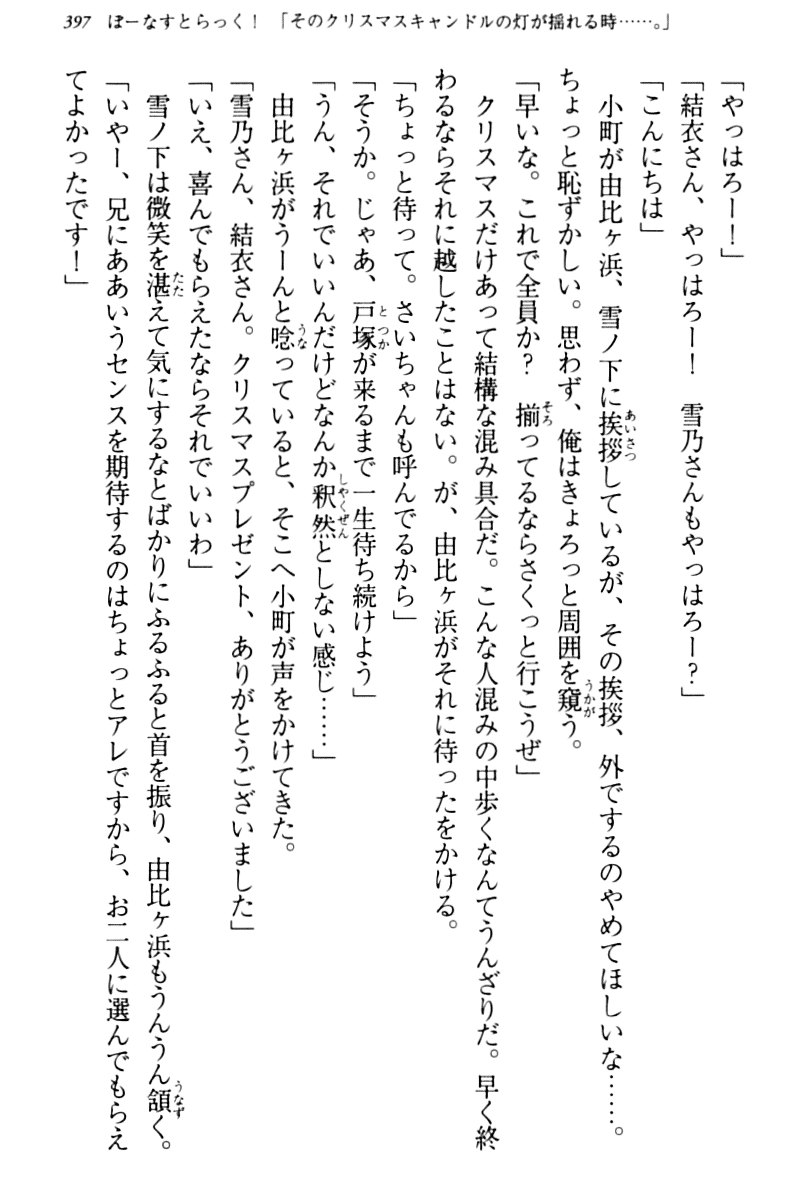 397 ぼーなすとらっく！ 「そのクリスマスキャンドルの灯が揺れる時……。」
「やっはろー！」
「結衣さん、やっはろー！　雪乃さんもやっはろー？」
「こんにちは」
　小町が由比ヶ浜、雪ノ下に挨拶しているが、その挨拶、外でするのやめてほしいな……。
ちょっと恥ずかしい。思わず、俺はきょろっと周囲を窺う。
「早いな。これで全員か？　揃ってるならさくっと行こうぜ」
　クリスマスだけあって結構な混み具合だ。こんな人混みの中歩くなんてうんざりだ。早く終
わるならそれに越したことはない。が、由比ヶ浜がそれに待ったをかける。
「ちょっと待って。さいちゃんも呼んでるから」
「そうか。じゃあ、戸塚が来るまで一生待ち続けよう」
「うん、それでいいんだけどなんか釈然としない感じ……」
　由比ヶ浜がうーんと唸っていると、そこへ小町が声をかけてきた。
「雪乃さん、結衣さん。クリスマスプレゼント、ありがとうございました」
「いえ、喜んでもらえたならそれでいいわ」
　雪ノ下は微笑を湛えて気にするなとばかりにふるふると首を振り、由比ヶ浜もうんうん頷く。
「いやー、兄にああいうセンスを期待するのはちょっとアレですから、お二人に選んでもらえ
てよかったです！」